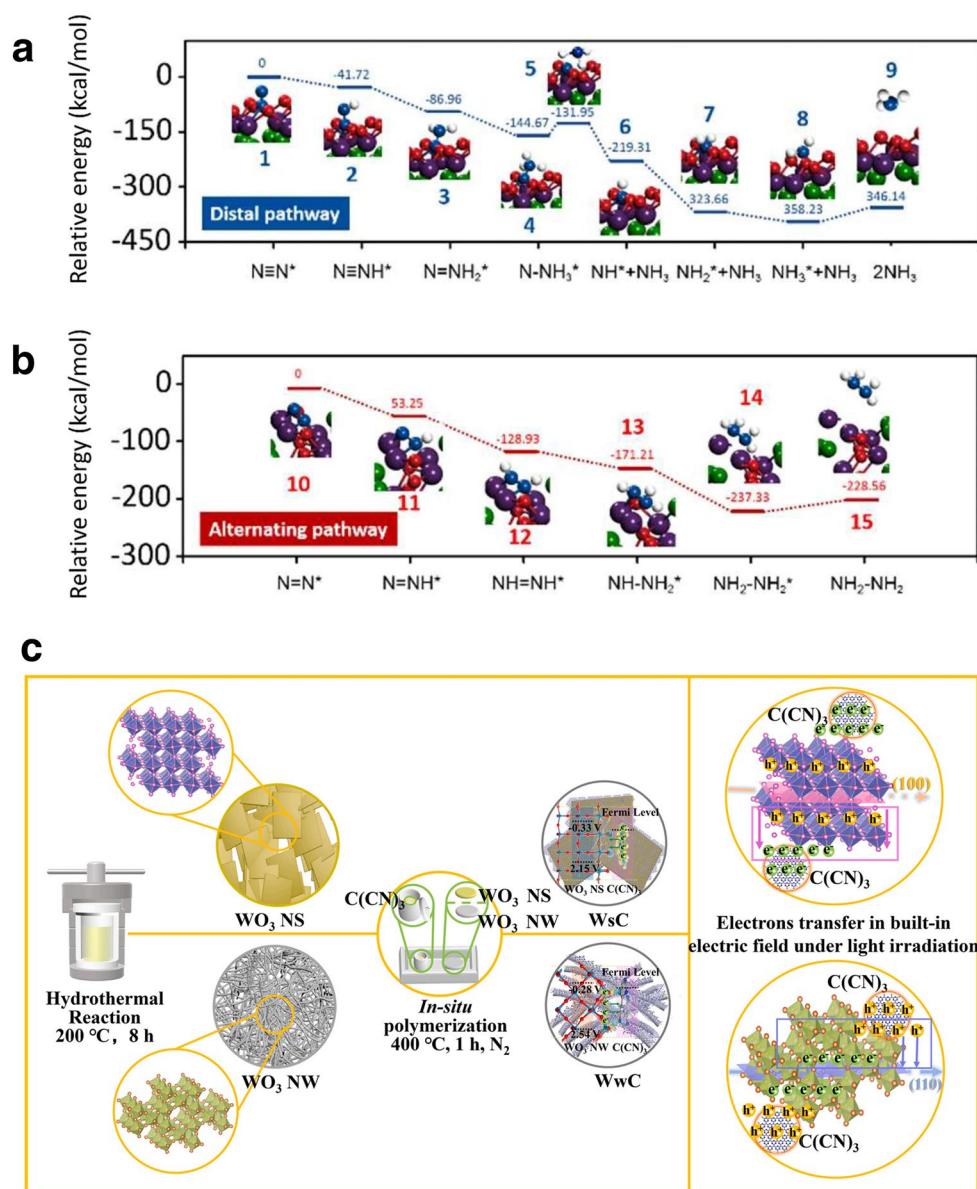 a
Relative energy (kcal/mol)
0
-150
-300
-450
0
-41.72
-86.96
-144.67
-131.95
-219.31
323.66
358.23
346.14
1
2
3
4
5
6
7
8
9
Distal pathway
N≡N*
N≡NH*
N=NH₂*
N-NH₃*
NH*+NH₃
NH₂*+NH₃
NH₃*+NH₃
2NH₃
b
Relative energy (kcal/mol)
0
-100
-200
-300
0
53.25
-128.93
-171.21
-237.33
-228.56
10
11
12
13
14
15
Alternating pathway
N=N*
N=NH*
NH=NH*
NH-NH₂*
NH₂-NH₂*
NH₂-NH₂
c
Hydrothermal
Reaction
200 °C, 8 h
WO₃ NS
WO₃ NW
C(CN)₃
WO₃ NS
WO₃ NW
In-situ
polymerization
400 °C, 1 h, N₂
Fermi Level
-0.33 V
-2.15 V
WO₃ NS C(CN)₃
WsC
Fermi Level
-0.28 V
2.54 V
WO₃ NW C(CN)₃
WwC
C(CN)₃
e⁻ e⁻ e⁻
e⁻ e⁻ e⁻ e⁻ e⁻
h⁺ h⁺ h⁺ h⁺ h⁺
(100)
h⁺ h⁺ h⁺ h⁺ h⁺
e⁻ e⁻ e⁻ e⁻ e⁻
C(CN)₃
Electrons transfer in built-in
electric field under light irradiation
C(CN)₃
h⁺ h⁺ h⁺
h⁺ h⁺ h⁺ h⁺
e⁻ e⁻ e⁻ e⁻ e⁻
(110)
e⁻ e⁻ e⁻ e⁻ e⁻
h⁺ h⁺ h⁺ h⁺
h⁺ h⁺ h⁺
C(CN)₃